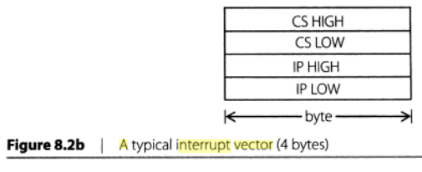 CS HIGH
CS LOW
IP HIGH
IP LOW
byte
Figure 8.2b | A typical interrupt vector (4 bytes)